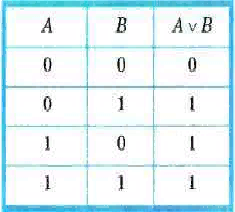 A B A ∨ B
0 0 0
0 1 1
1 0 1
1 1 1